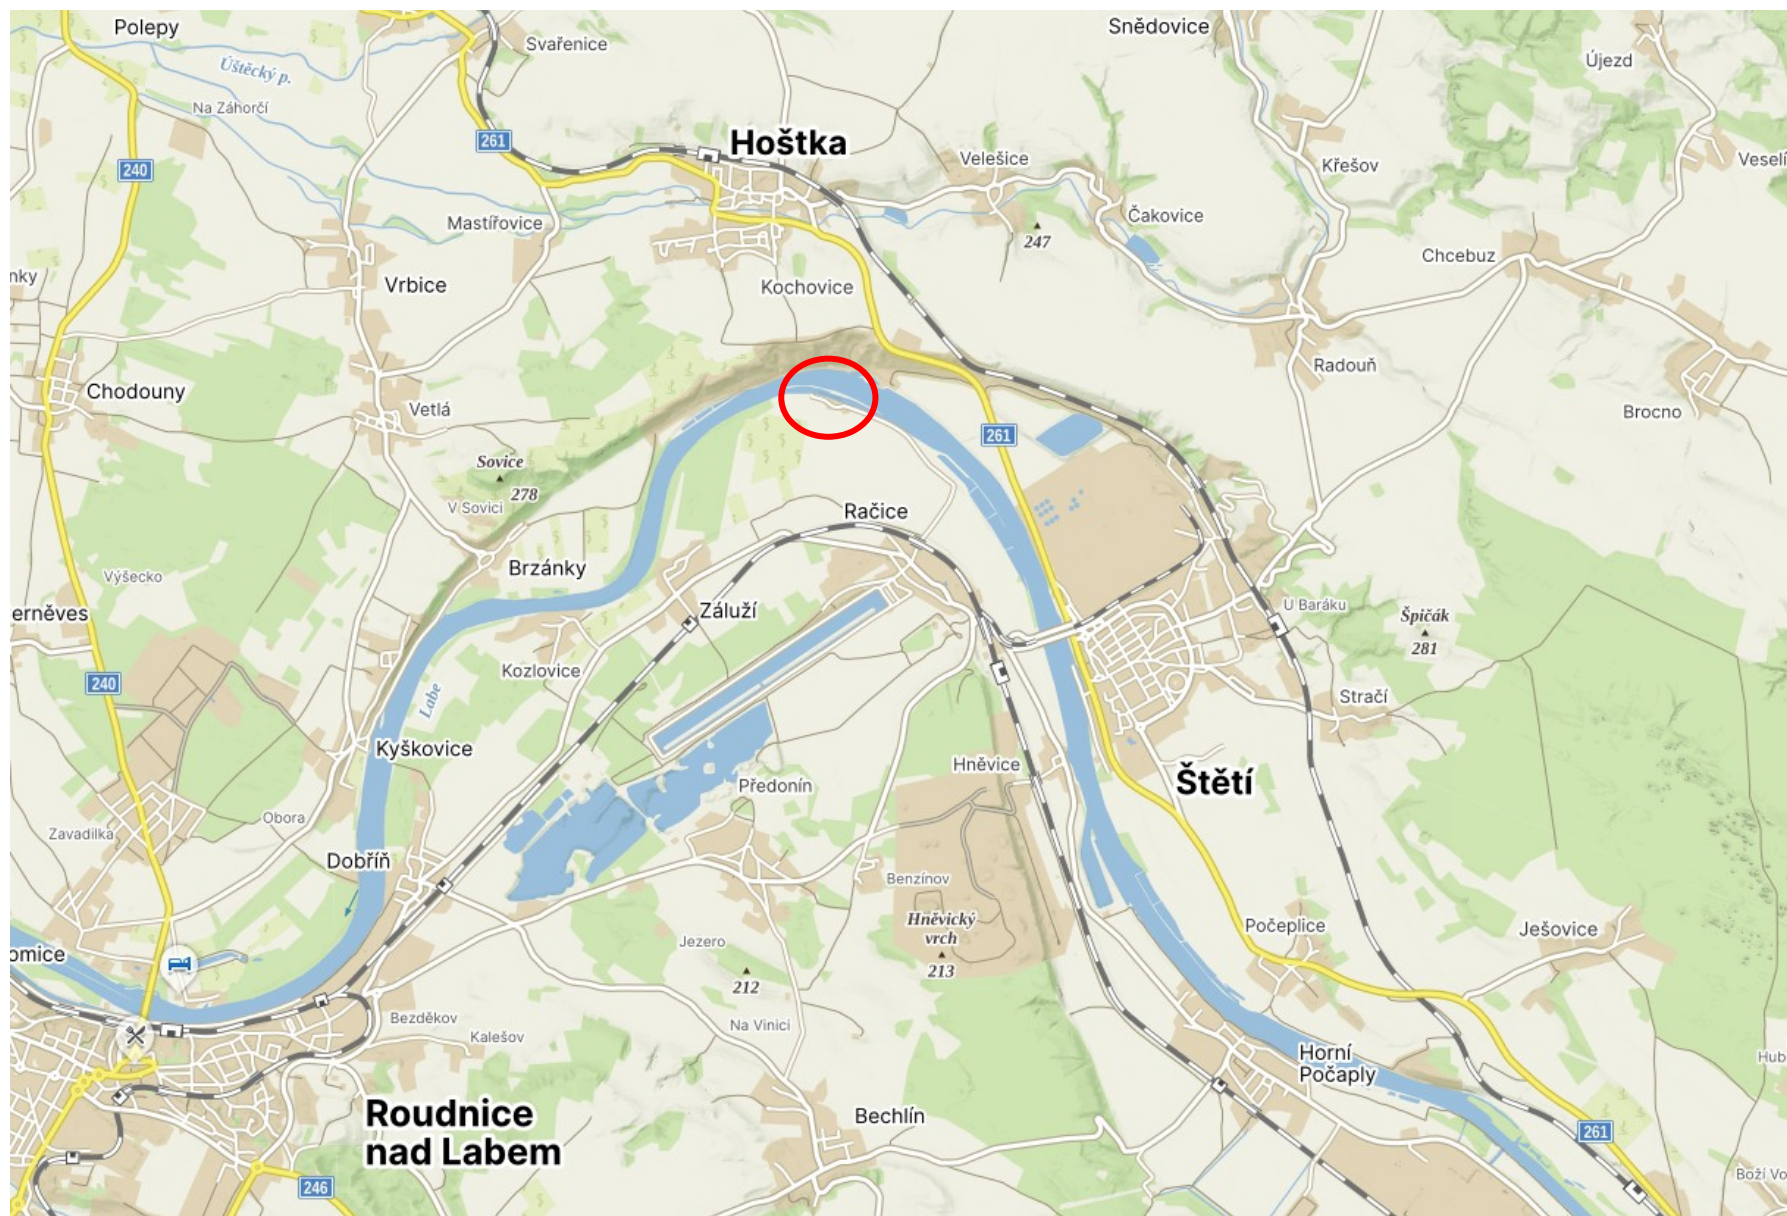 Polepy
Svařenice
Snědovice
Újezd
Úštěcký p.
Na Záhorčí
261
Hoštka
240
Velešice
Křešov
Veselí
Mastířovice
Čakovice
247
Chcebuz
nky
Vrbice
Kochovice
Radouň
Chodouny
Vetlá
Brocno
261
Sovice
278
V Sovici
Račice
Brzánky
Výšecko
erněves
Záluží
U Baráku
Špičák
281
Kozlovice
240
Labe
Stračí
Kyškovice
Hněvice
Štětí
Předonín
Obora
Zavadilka
Dobříň
Benzínov
Hněvický
vrch
213
Počeplice
Ješovice
omice
Jezero
212
Bezděkov
Na Vinici
Kalešov
Horní
Počaply
Hub
Roudnice
nad Labem
Bechlín
261
Boží Vo
246